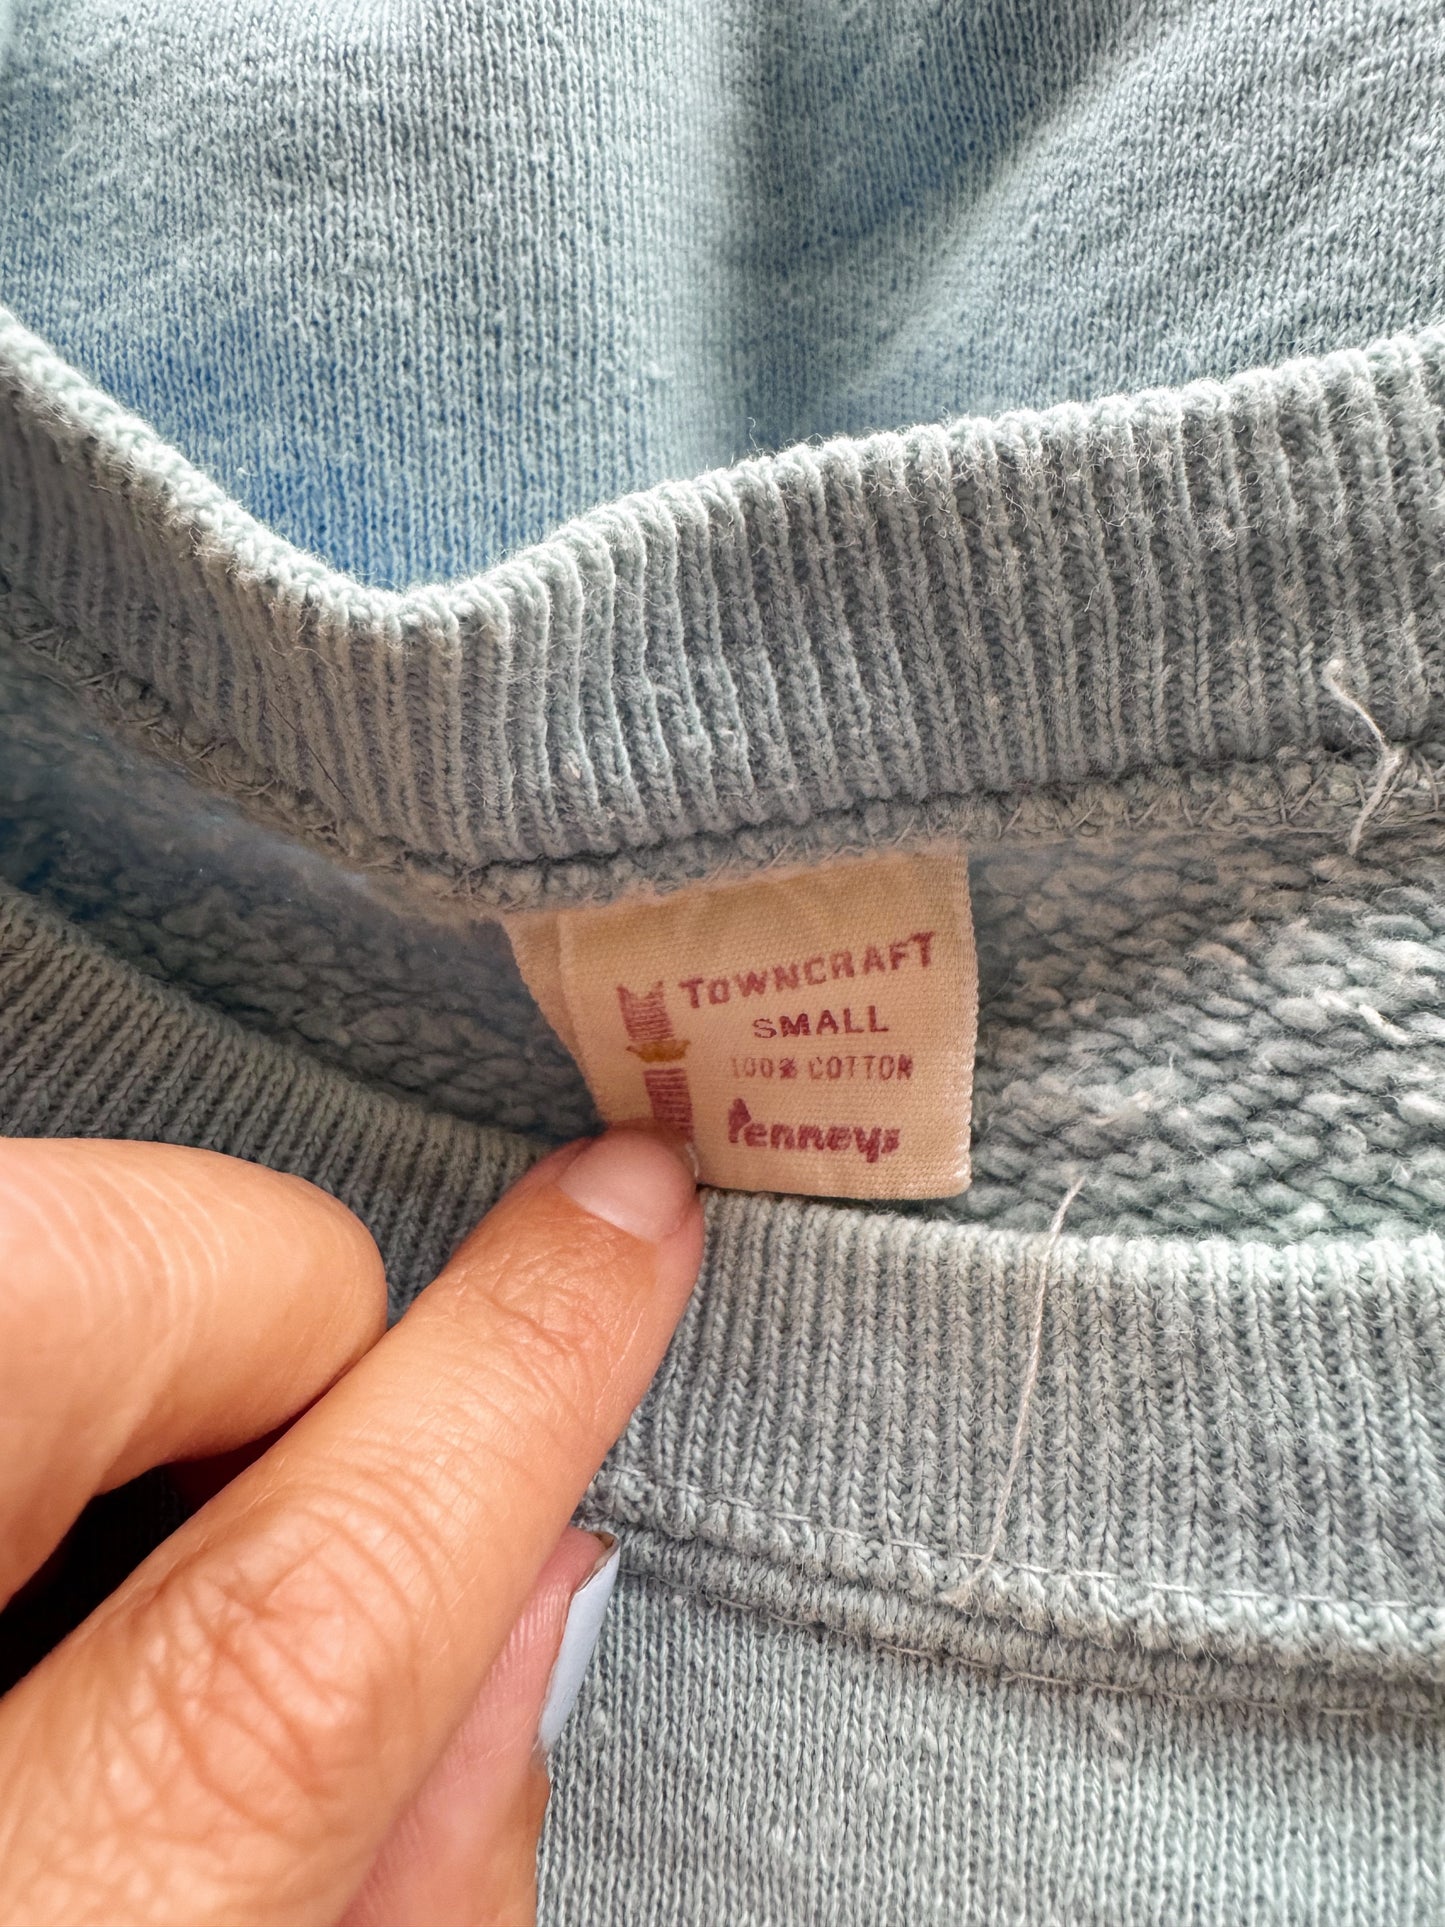 TOWNCRAFT
SMALL
100% COTTON
Penneys